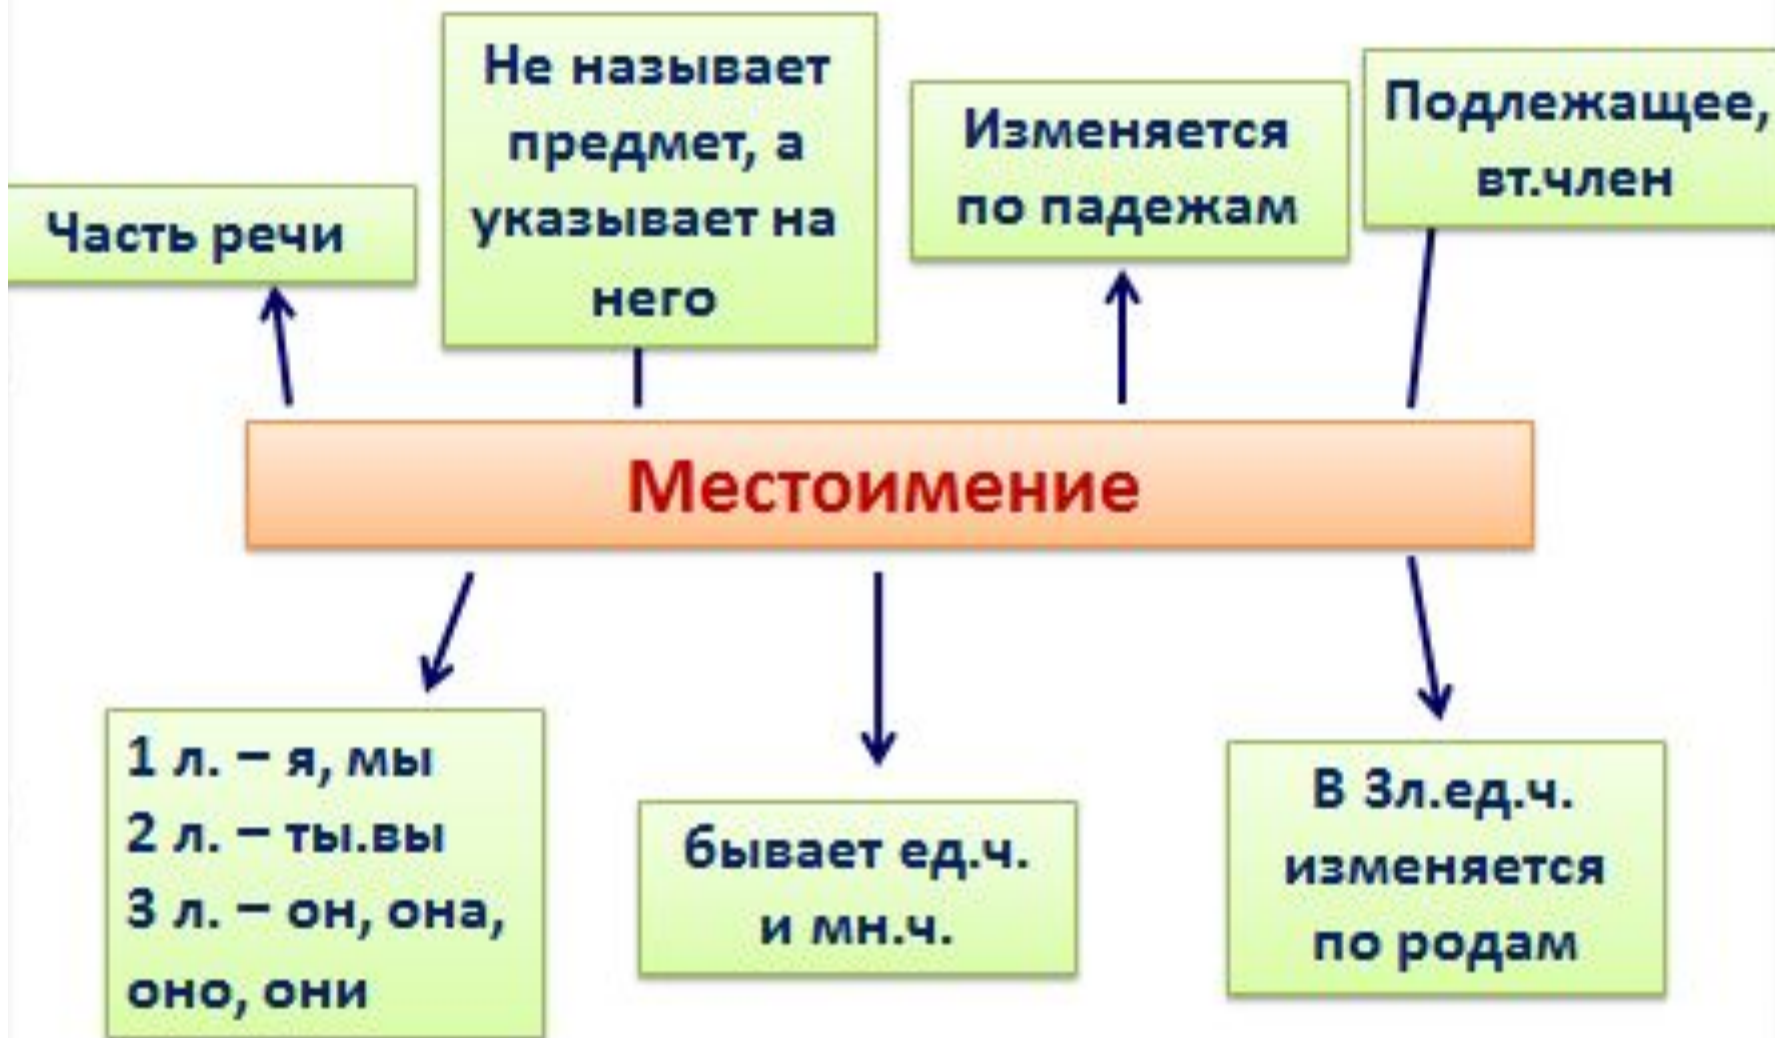 Часть речи
Не называет
предмет, а
указывает на
него
Изменяется
по падежам
Подлежащее,
вт.член
Местоимение
1 л. – я, мы
2 л. – ты.вы
3 л. – он, она,
оно, они
бывает ед.ч.
и мн.ч.
В 3л.ед.ч.
изменяется
по родам